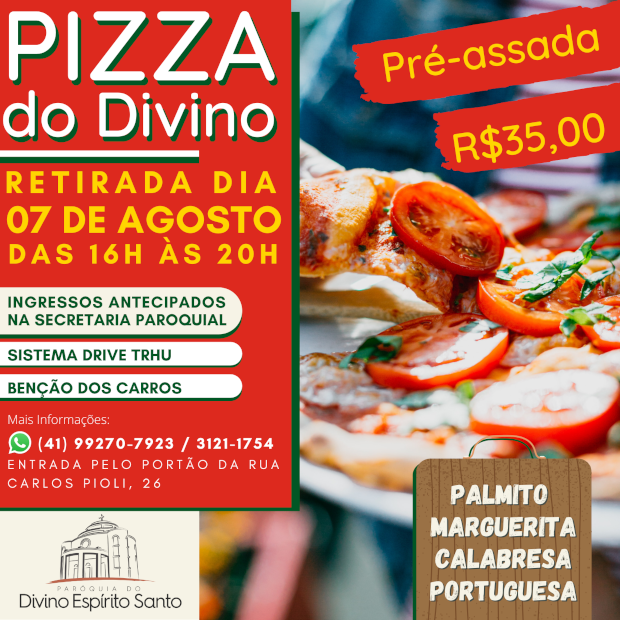 PIZZA
do Divino
RETIRADA DIA
07 DE AGOSTO
DAS 16H ÀS 20H
INGRESSOS ANTECIPADOS
NA SECRETARIA PAROQUIAL
SISTEMA DRIVE TRHU
BENÇÃO DOS CARROS
Mais Informações:
(41) 99270-7923 / 3121-1754
ENTRADA PELO PORTÃO DA RUA
CARLOS PIOLI, 26
PARÓQUIA DO
Divino Espírito Santo
Pré-assada
R$35,00
PALMITO
MARGUERITA
CALABRESA
PORTUGUESA